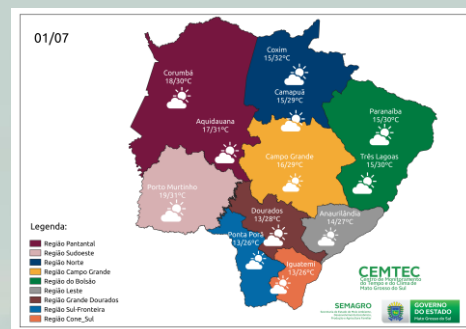 01/07
Coxim
15/32°C
Corumbá
18/30°C
Camapuã
15/29°C
Paranaíba
15/30°C
Aquidauana
17/31°C
Campo Grande
16/29°C
Três Lagoas
15/30°C
Porto Murtinho
19/31°C
Dourados
13/28°C
Anaurilândia
14/27°C
Ponta Porã
13/26°C
Iguatemi
13/26°C
Legenda:
Região Pantantal
Região Sudoeste
Região Norte
Região Campo Grande
Região do Bolsão
Região Leste
Região Grande Dourados
Região Sul-Fronteira
Região Cone_Sul
CEMTEC
Centro de Monitoramento
do Tempo e do Clima de
Mato Grosso do Sul
SEMAGRO
GOVERNO
DO ESTADO
Mato Grosso do Sul